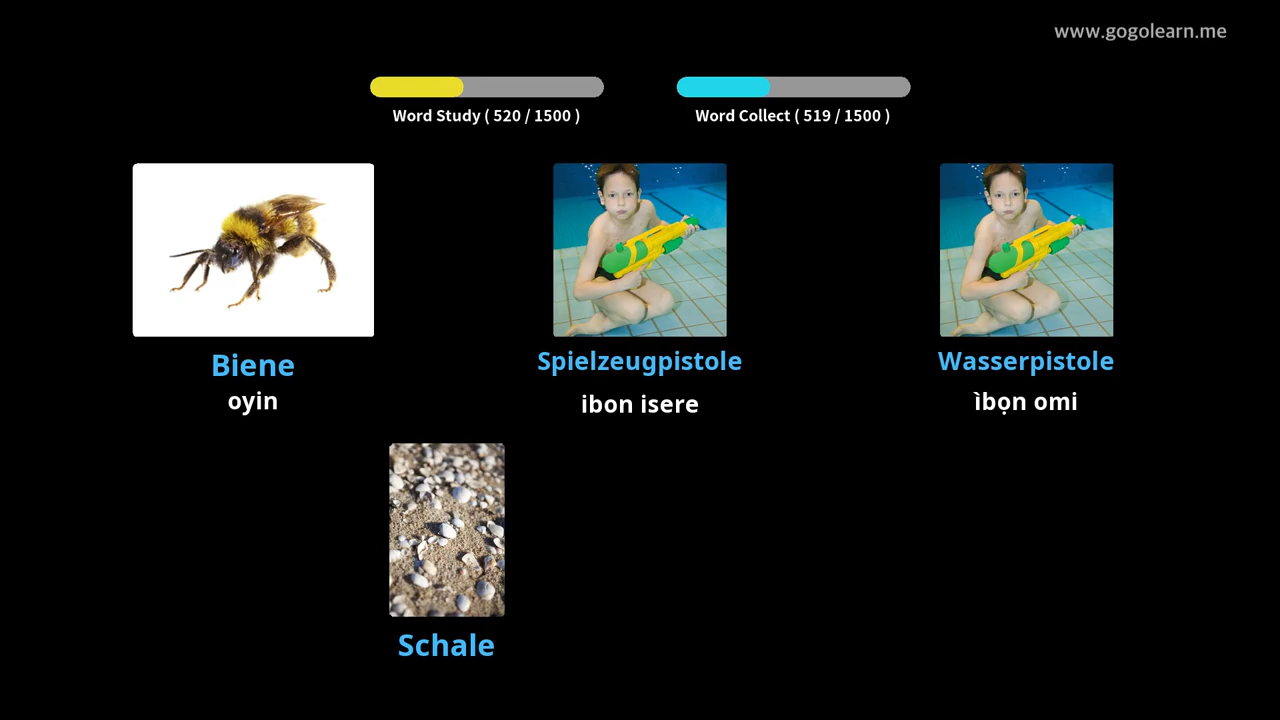 www.gogolearn.me
Word Study ( 520 / 1500 )
Word Collect ( 519 / 1500 )
Biene
oyin
Spielzeugpistole
ibon isere
Wasserpistole
ìbọn omi
Schale